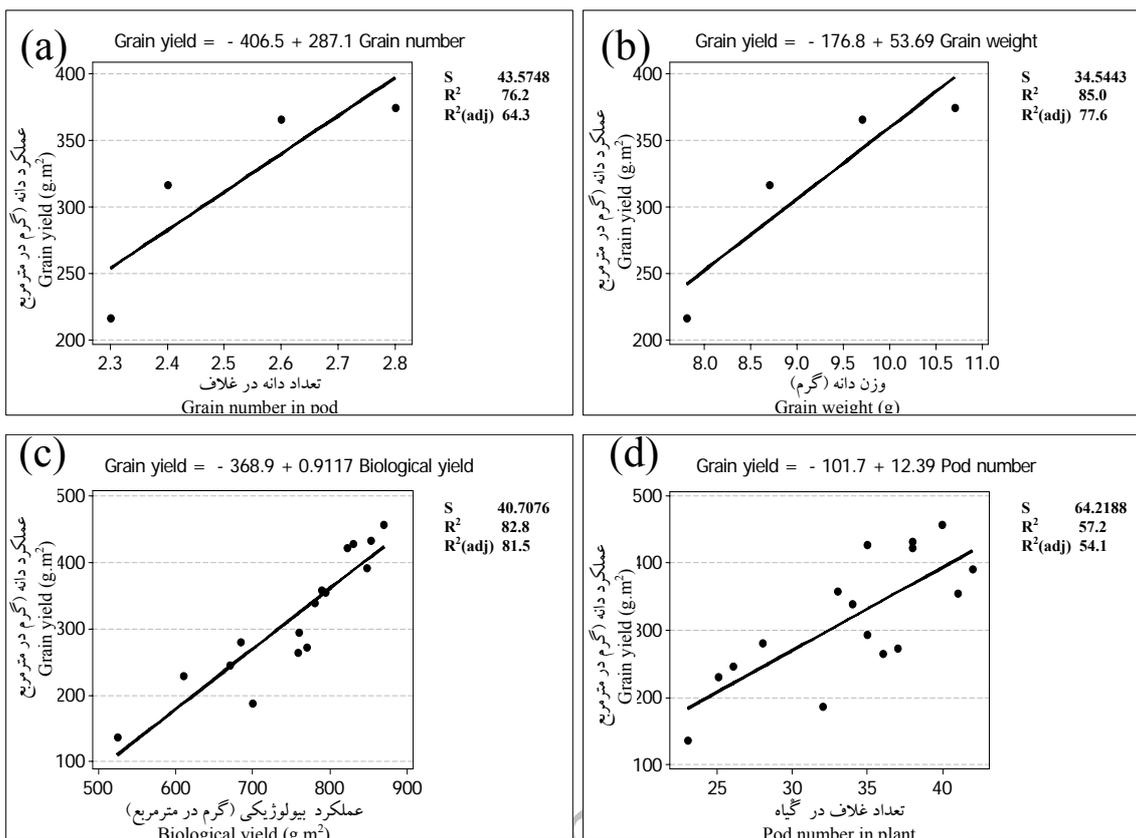 (a)
Grain yield = - 406.5 + 287.1 Grain number
S 43.5748
R² 76.2
R²(adj) 64.3
400
350
300
250
200
عملکرد دانه (گرم در مترمربع
Grain yield (g.m²)
2.3 2.4 2.5 2.6 2.7 2.8
تعداد دانه در غلاف
Grain number in pod
(b)
Grain yield = - 176.8 + 53.69 Grain weight
S 34.5443
R² 85.0
R²(adj) 77.6
400
350
300
250
200
عملکرد دانه (گرم در مترمربع
Grain yield (g.m²)
8.0 8.5 9.0 9.5 10.0 10.5 11.0
وزن دانه (گرم)
Grain weight (g)
(c)
Grain yield = - 368.9 + 0.9117 Biological yield
S 40.7076
R² 82.8
R²(adj) 81.5
500
400
300
200
100
عملکرد دانه (گرم در مترمربع
Grain yield (g.m²)
500 600 700 800 900
عملکرد بیولوژیکی (گرم در مترمربع)
Biological yield (g.m²)
(d)
Grain yield = - 101.7 + 12.39 Pod number
S 64.2188
R² 57.2
R²(adj) 54.1
500
400
300
200
100
عملکرد دانه (گرم در مترمربع
Grain yield (g.m²)
25 30 35 40
تعداد غلاف در گیاه
Pod number in plant